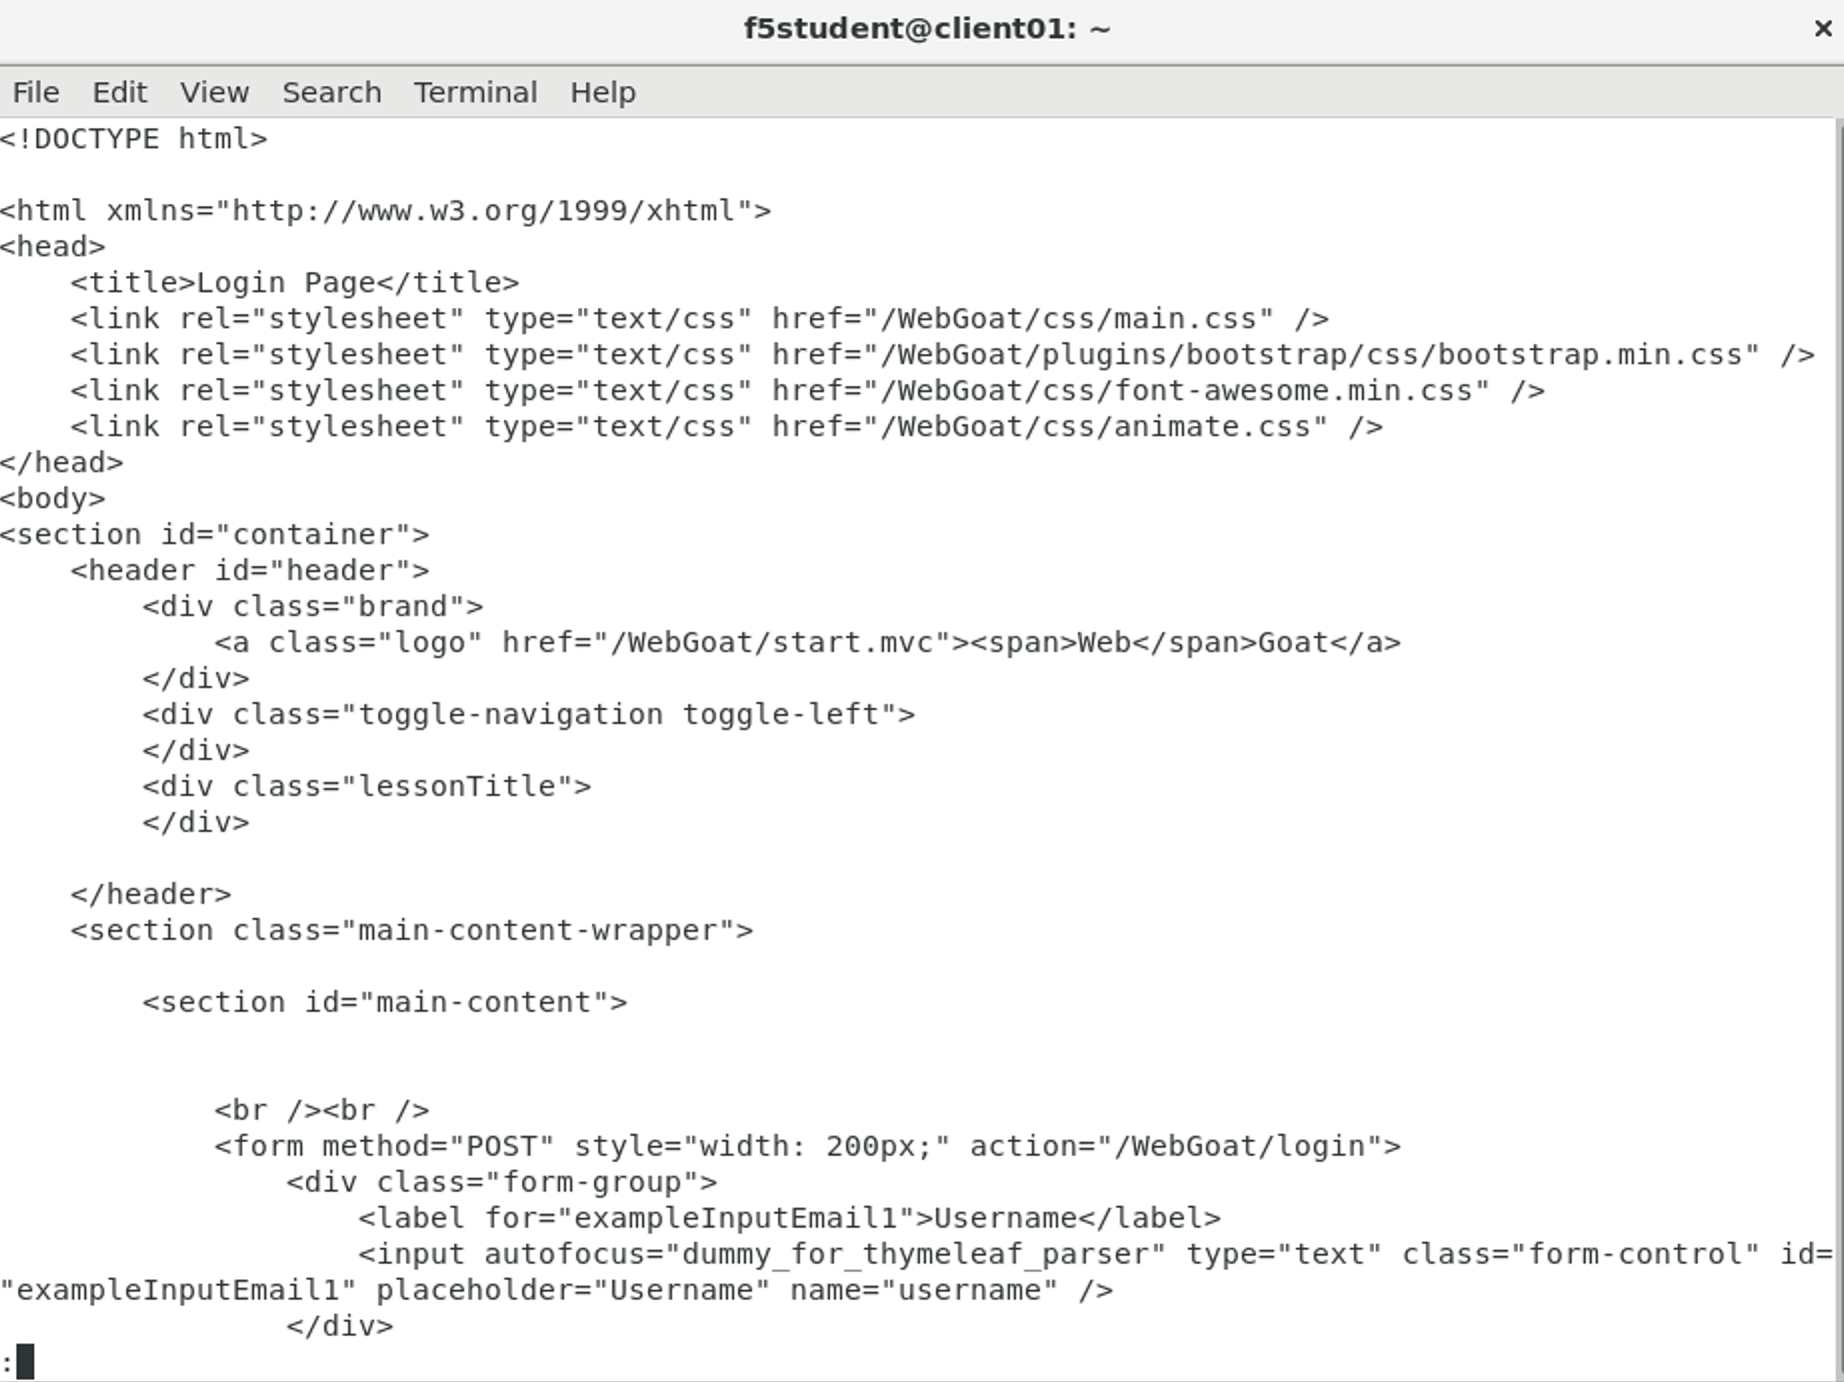 f5student@client01: ~ ×
File Edit View Search Terminal Help
<!DOCTYPE html>

<html xmlns="http://www.w3.org/1999/xhtml">
<head>
    <title>Login Page</title>
    <link rel="stylesheet" type="text/css" href="/WebGoat/css/main.css" />
    <link rel="stylesheet" type="text/css" href="/WebGoat/plugins/bootstrap/css/bootstrap.min.css" />
    <link rel="stylesheet" type="text/css" href="/WebGoat/css/font-awesome.min.css" />
    <link rel="stylesheet" type="text/css" href="/WebGoat/css/animate.css" />
</head>
<body>
<section id="container">
    <header id="header">
        <div class="brand">
            <a class="logo" href="/WebGoat/start.mvc"><span>Web</span>Goat</a>
        </div>
        <div class="toggle-navigation toggle-left">
        </div>
        <div class="lessonTitle">
        </div>

    </header>
    <section class="main-content-wrapper">

        <section id="main-content">


            <br /><br />
            <form method="POST" style="width: 200px;" action="/WebGoat/login">
                <div class="form-group">
                    <label for="exampleInputEmail1">Username</label>
                    <input autofocus="dummy_for_thymeleaf_parser" type="text" class="form-control" id=
"exampleInputEmail1" placeholder="Username" name="username" />
                </div>
: